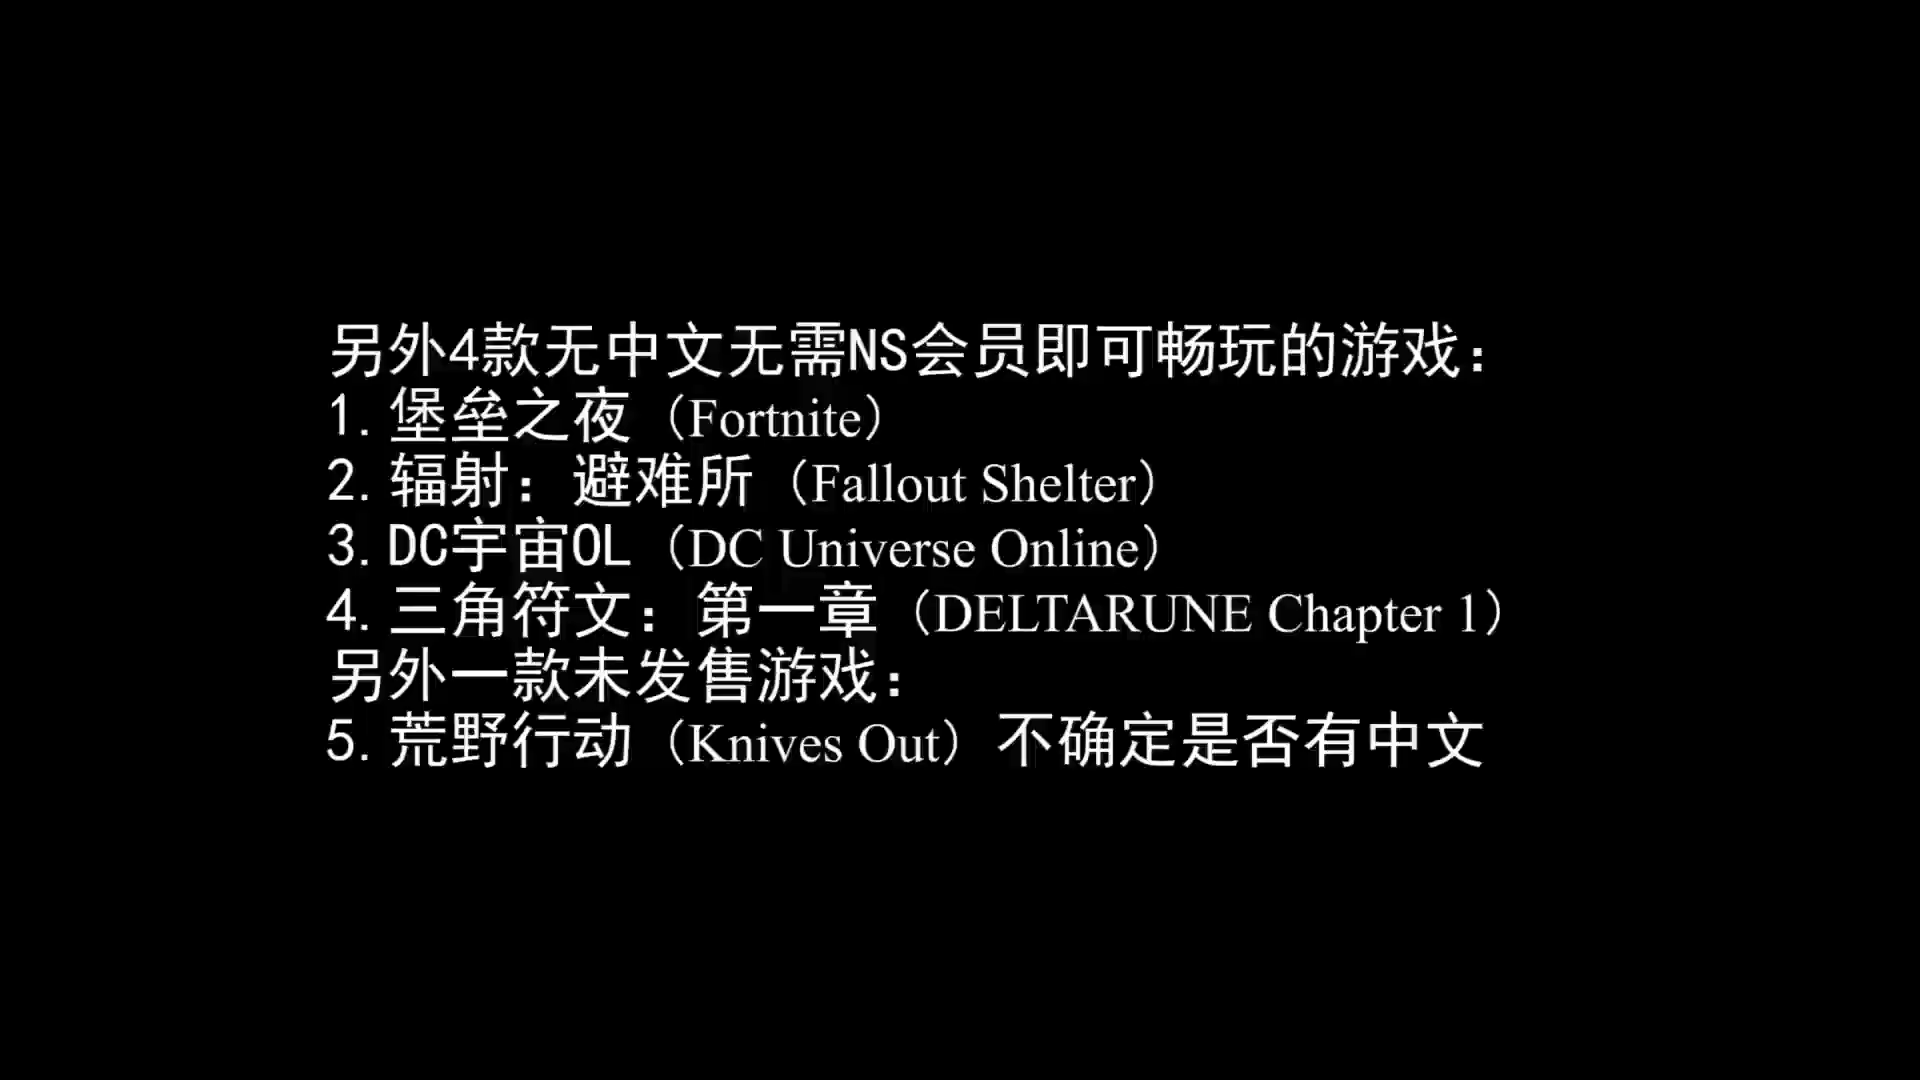 另外4款无中文无需NS会员即可畅玩的游戏：
1.堡垒之夜（Fortnite）
2.辐射：避难所（Fallout Shelter）
3.DC宇宙OL（DC Universe Online）
4.三角符文：第一章（DELTARUNE Chapter 1）
另外一款未发售游戏：
5.荒野行动（Knives Out）不确定是否有中文